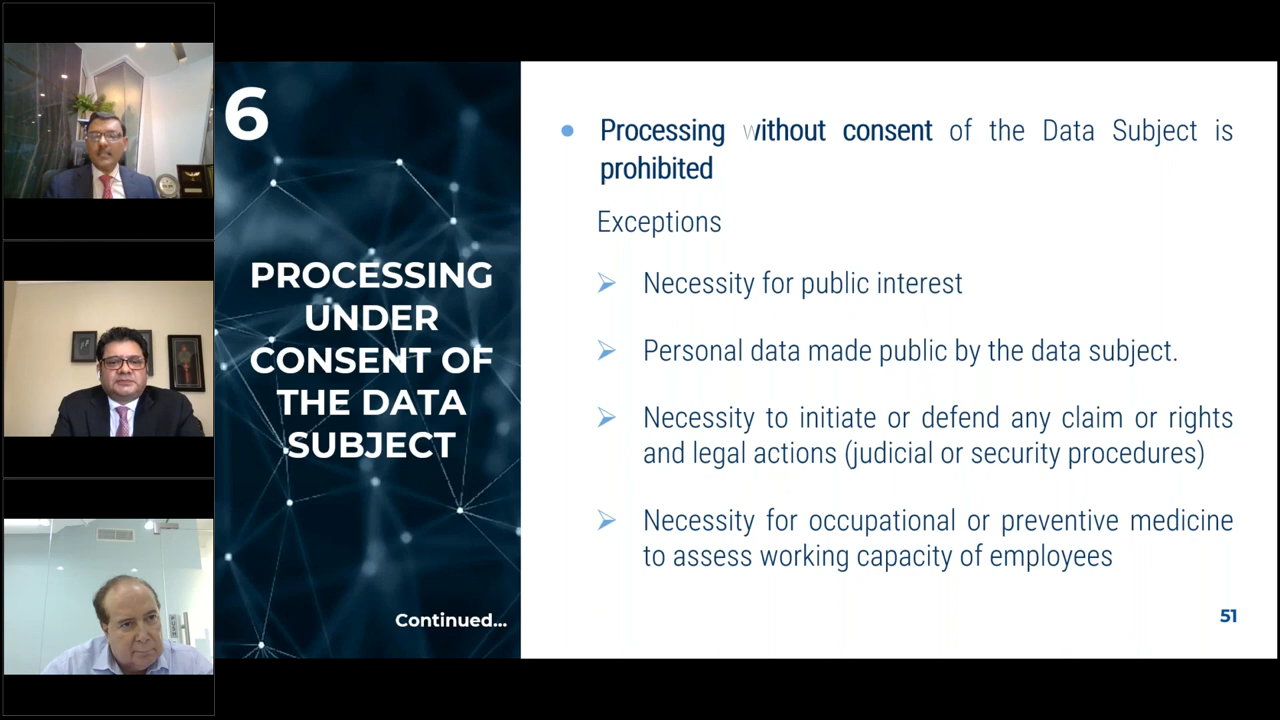 6
PROCESSING
UNDER
CONSENT OF
THE DATA
SUBJECT
Continued...
Processing without consent of the Data Subject is
prohibited
Exceptions
Necessity for public interest
Personal data made public by the data subject.
Necessity to initiate or defend any claim or rights
and legal actions (judicial or security procedures)
Necessity for occupational or preventive medicine
to assess working capacity of employees
51